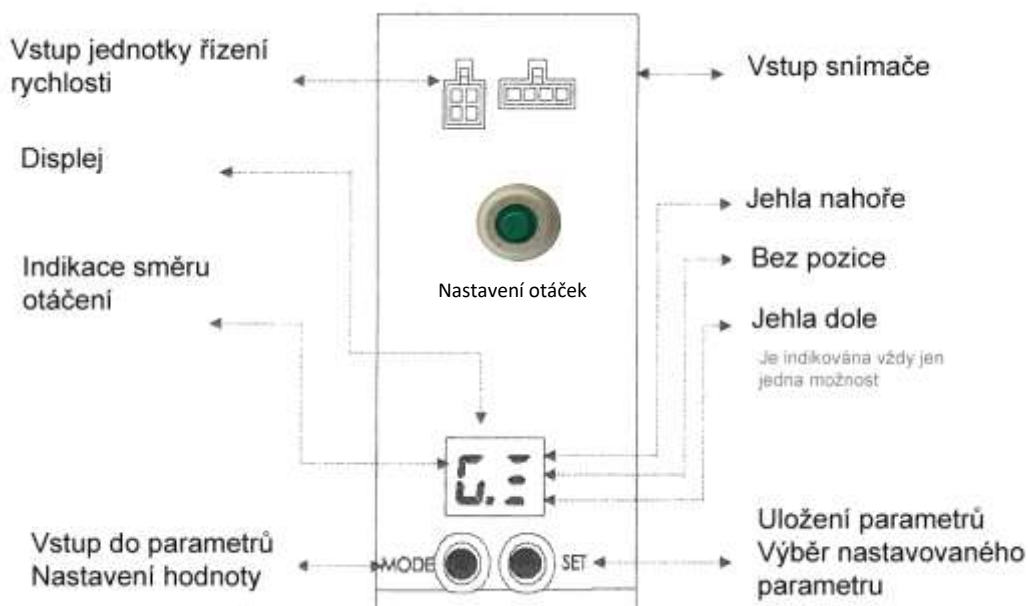 Vstup jednotky řízení
rychlosti
Vstup snímače
Displej
Jehla nahoře
Bez pozice
Indikace směru
otáčení
Nastavení otáček
Jehla dole
Je indikována vždy jen
jedna možnost
Vstup do parametrů
Nastavení hodnoty
MODE
SET
Uložení parametrů
Výběr nastavovaného
parametru